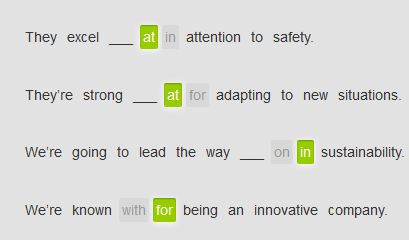 They excel ___ at in attention to safety.
They're strong ___ at for adapting to new situations.
We're going to lead the way ___ on in sustainability.
We're known with for being an innovative company.